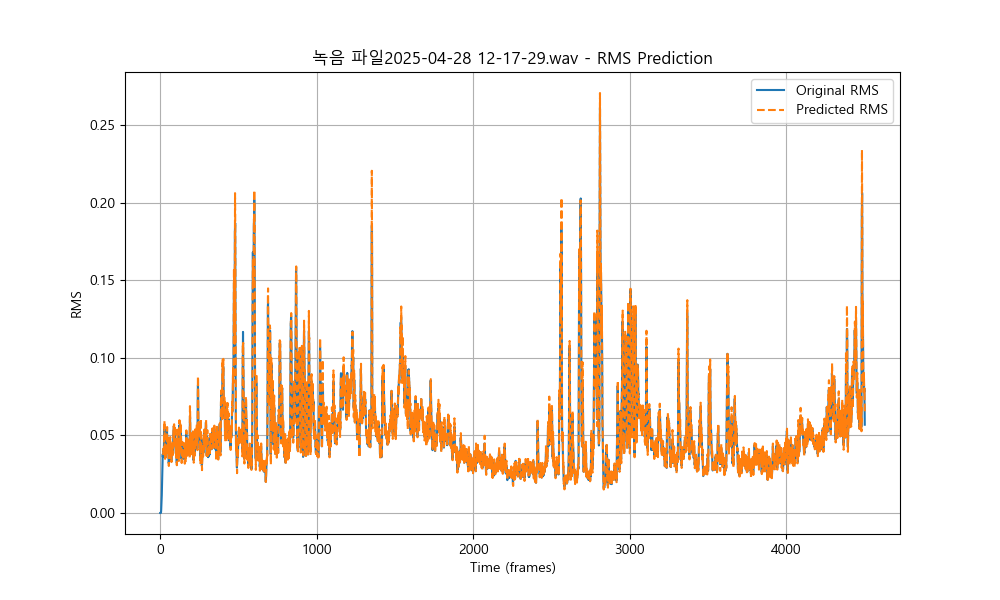 녹음 파일2025-04-28 12-17-29.wav - RMS Prediction
Original RMS
Predicted RMS
RMS
0.25
0.20
0.15
0.10
0.05
0.00
0 1000 2000 3000 4000
Time (frames)